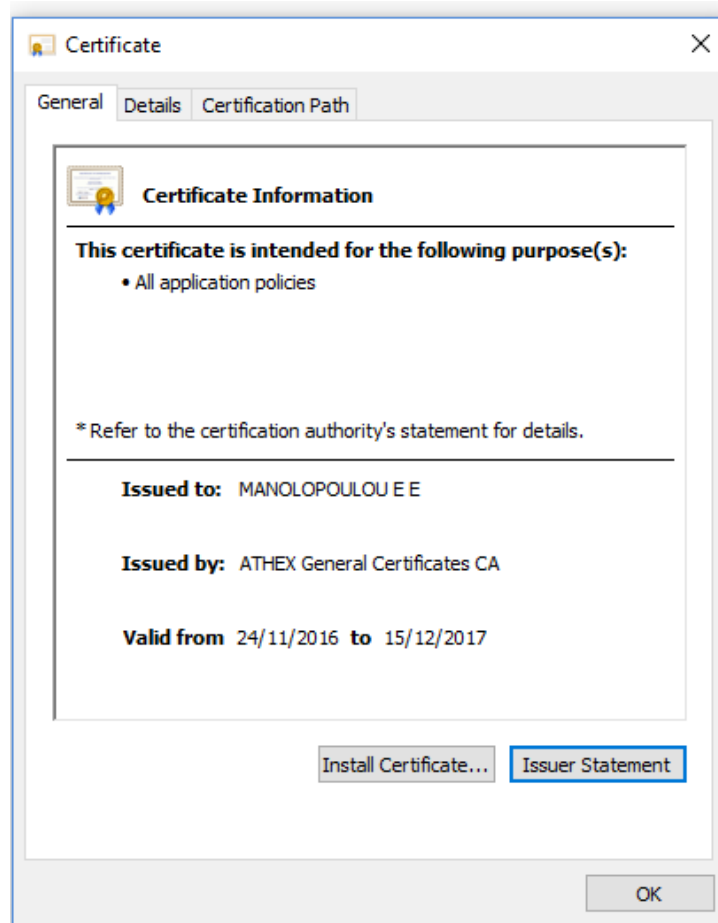 Certificate
General Details Certification Path
Certificate Information
This certificate is intended for the following purpose(s):
• All application policies
* Refer to the certification authority's statement for details.
Issued to: MANOLOPOULOU E E
Issued by: ATHEX General Certificates CA
Valid from 24/11/2016 to 15/12/2017
Install Certificate... Issuer Statement
OK